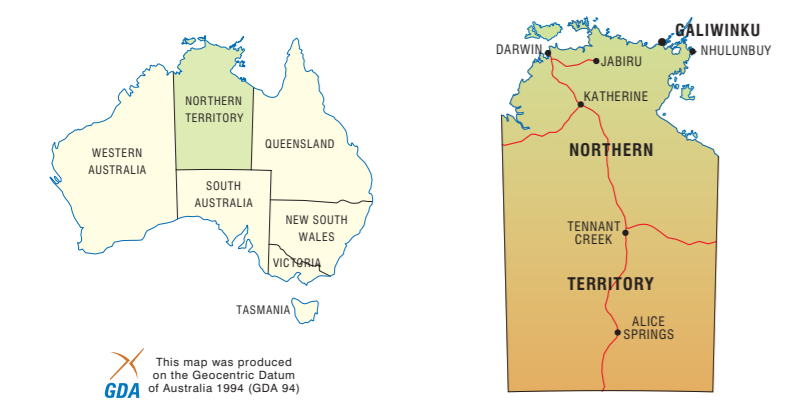 NORTHERN
TERRITORY
WESTERN
AUSTRALIA
QUEENSLAND
SOUTH
AUSTRALIA
NEW SOUTH
WALES
VICTORIA
TASMANIA
GDA
This map was produced
on the Geocentric Datum
of Australia 1994 (GDA 94)
GALIWINKU
DARWIN
NHULUNBUY
JABIRU
KATHERINE
NORTHERN
TENNANT
CREEK
TERRITORY
ALICE
SPRINGS